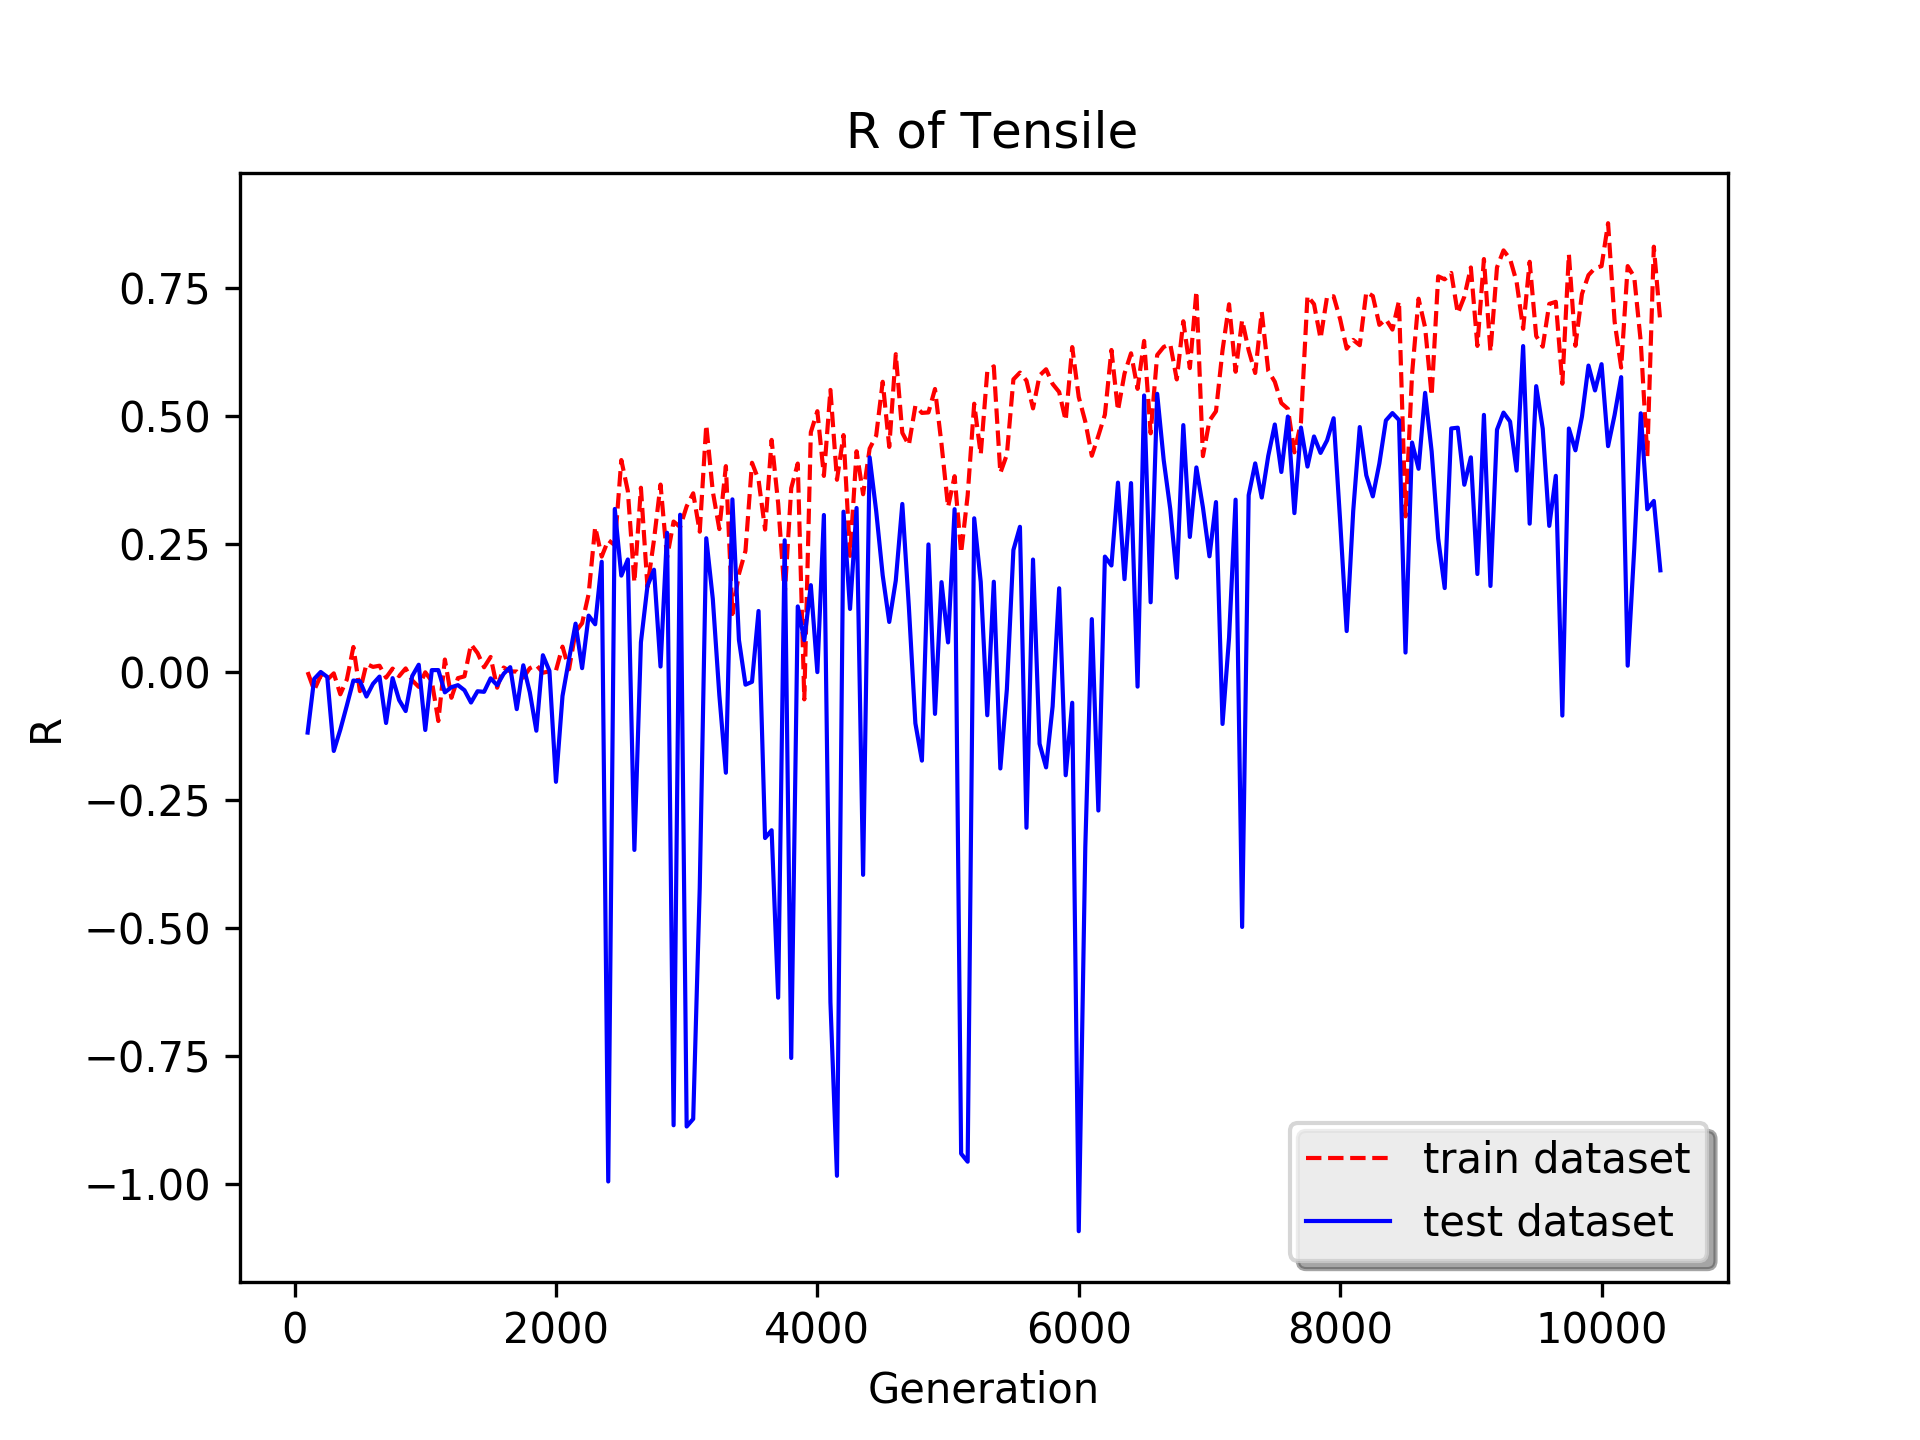 R of Tensile
R
0.75
0.50
0.25
0.00
−0.25
−0.50
−0.75
−1.00
train dataset
test dataset
0 2000 4000 6000 8000 10000
Generation